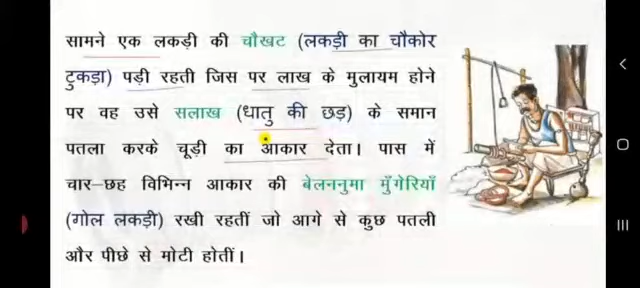 सामने एक लकड़ी की चौखट (लकड़ी का चौकोर
टुकड़ा) पड़ी रहती जिस पर लाख के मुलायम होने
पर वह उसे सलाख (धातु की छड़) के समान
पतला करके चूड़ी का आकार देता। पास में
चार-छह विभिन्न आकार की बेलननुमा मुँगेरियाँ
(गोल लकड़ी) रखी रहतीं जो आगे से कुछ पतली
और पीछे से मोटी होतीं।